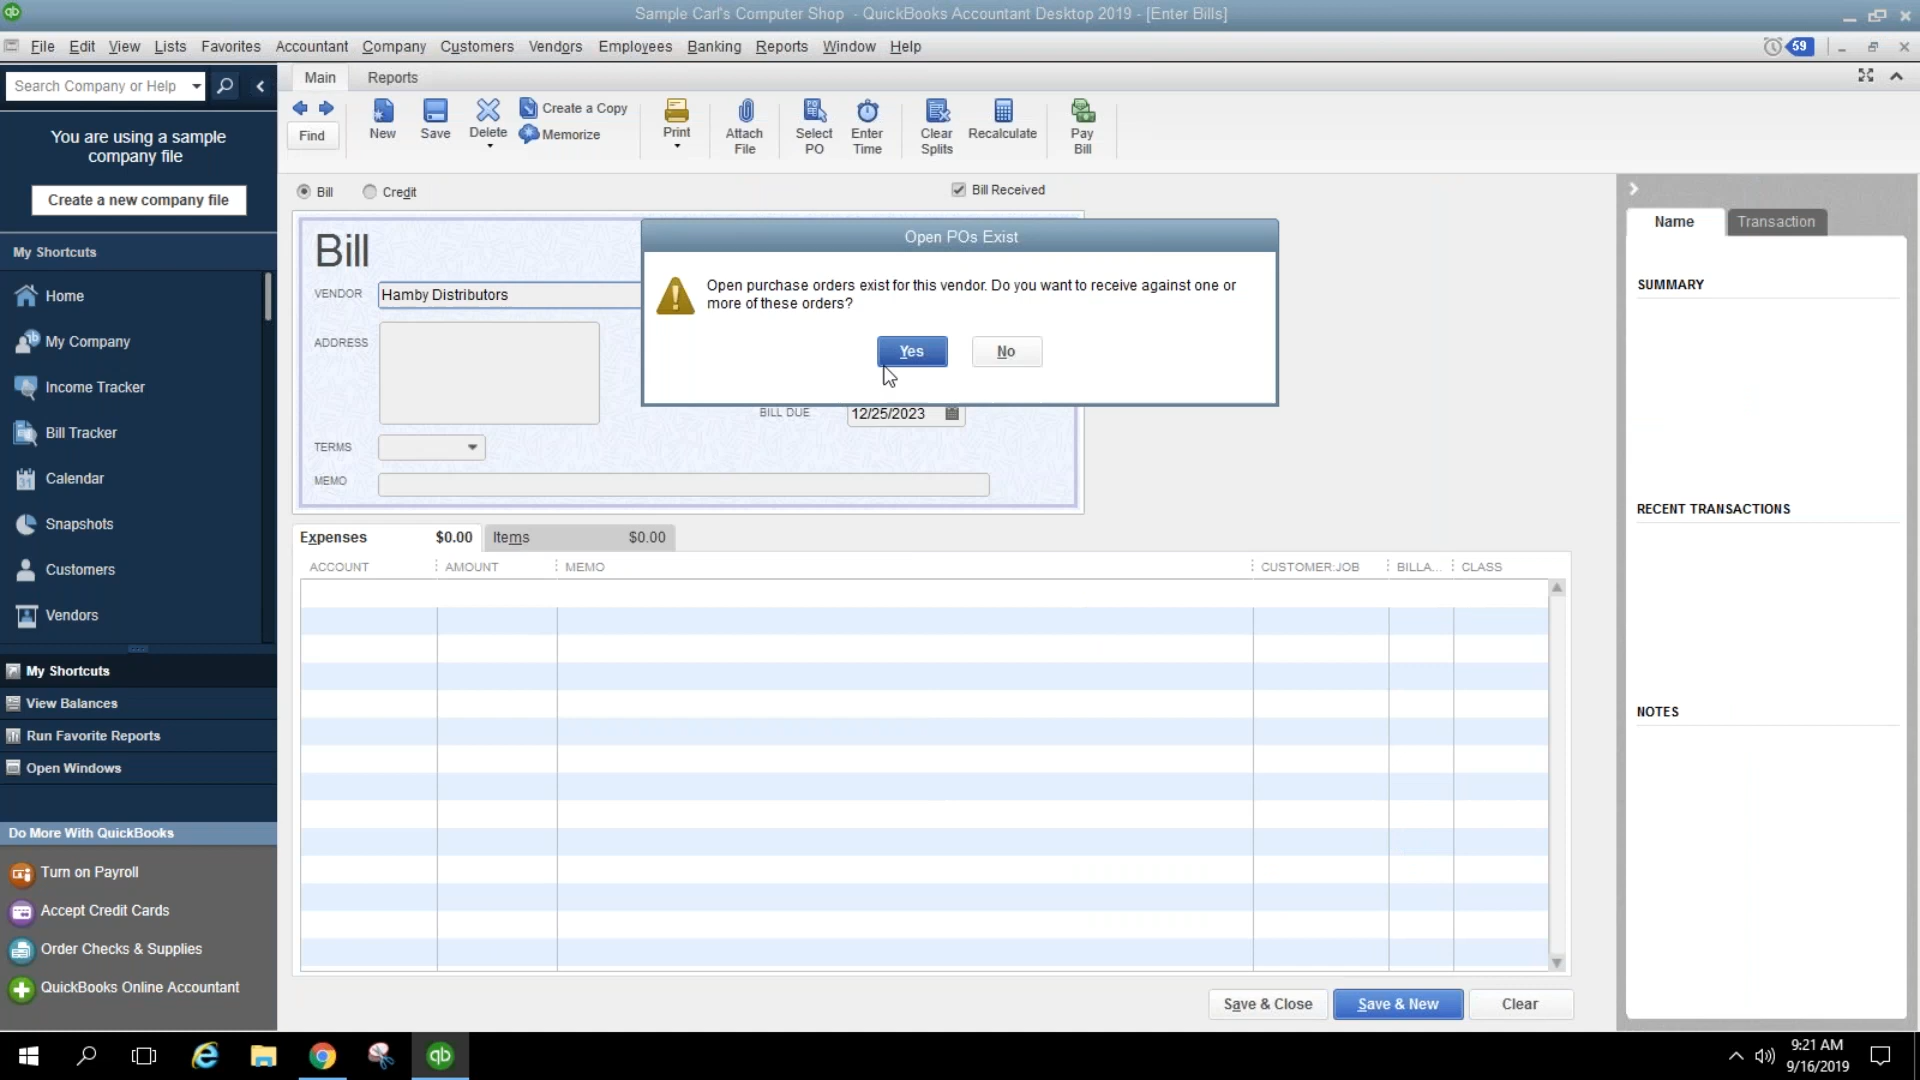 qb
Sample Carl's Computer Shop - QuickBooks Accountant Desktop 2019 - [Enter Bills]
File Edit View Lists Favorites Accountant Company Customers Vendors Employees Banking Reports Window Help
59
Search Company or Help
Main Reports
Find
New
Save
Delete
Create a Copy
Memorize
Print
Attach File
Select PO
Enter Time
Clear Splits
Recalculate
Pay Bill
You are using a sample
company file
Create a new company file
My Shortcuts
Home
My Company
Income Tracker
Bill Tracker
Calendar
Snapshots
Customers
Vendors
My Shortcuts
View Balances
Run Favorite Reports
Open Windows
Do More With QuickBooks
Turn on Payroll
Accept Credit Cards
Order Checks & Supplies
QuickBooks Online Accountant
Bill Credit
Bill Received
Bill
VENDOR Hamby Distributors
ADDRESS
BILL DUE 12/25/2023
TERMS
MEMO
Open POs Exist
Open purchase orders exist for this vendor. Do you want to receive against one or
more of these orders?
Yes No
Expenses $0.00 Items $0.00
ACCOUNT AMOUNT MEMO CUSTOMER:JOB BILLA... CLASS
Save & Close Save & New Clear
Name Transaction
SUMMARY
RECENT TRANSACTIONS
NOTES
qb
9:21 AM
9/16/2019